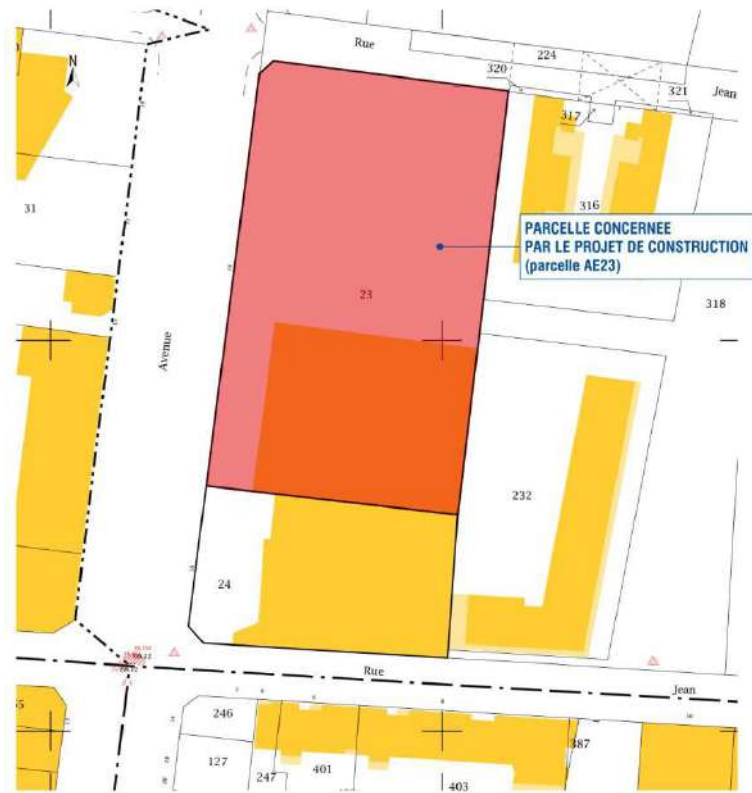 Rue
224
320
321
Jean
317
N
31
316
PARCELLE CONCERNEE
PAR LE PROJET DE CONSTRUCTION
(parcelle AE23)
23
318
Avenue
232
24
Rue
Jean
246
387
127
247
401
403